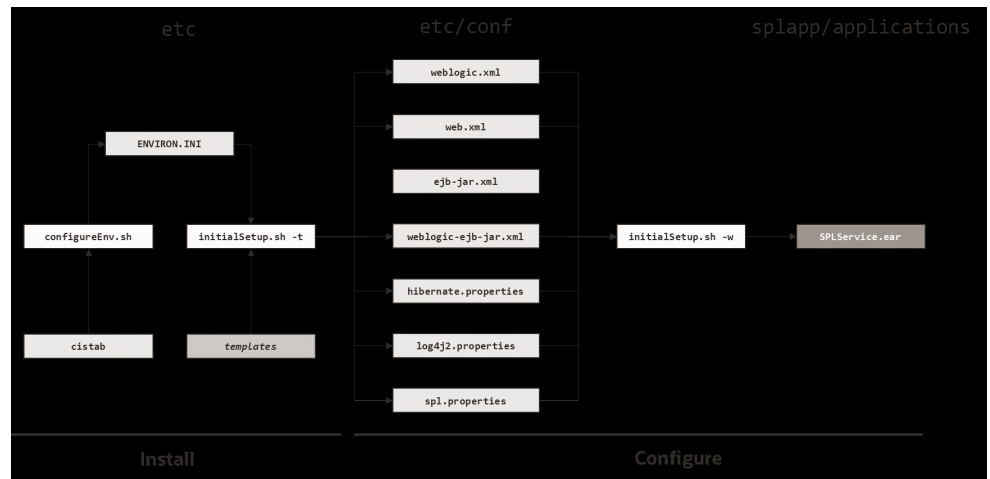 etc
etc/conf
splapp/applications
weblogic.xml
web.xml
ENVIRON.INI
ejb-jar.xml
configureEnv.sh
initialSetup.sh -t
weblogic-ejb-jar.xml
initialSetup.sh -w
SPLService.ear
hibernate.properties
cistab
templates
log4j2.properties
spl.properties
Install
Configure